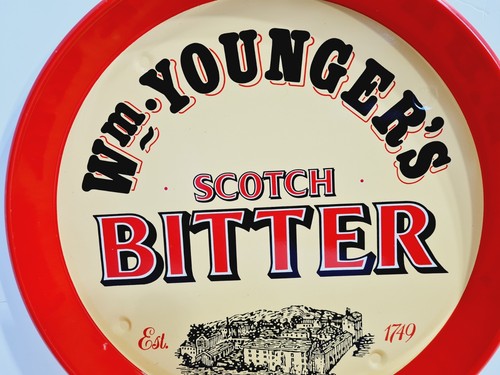 Wm. YOUNGER'S
SCOTCH
BITTER
Est. 1749